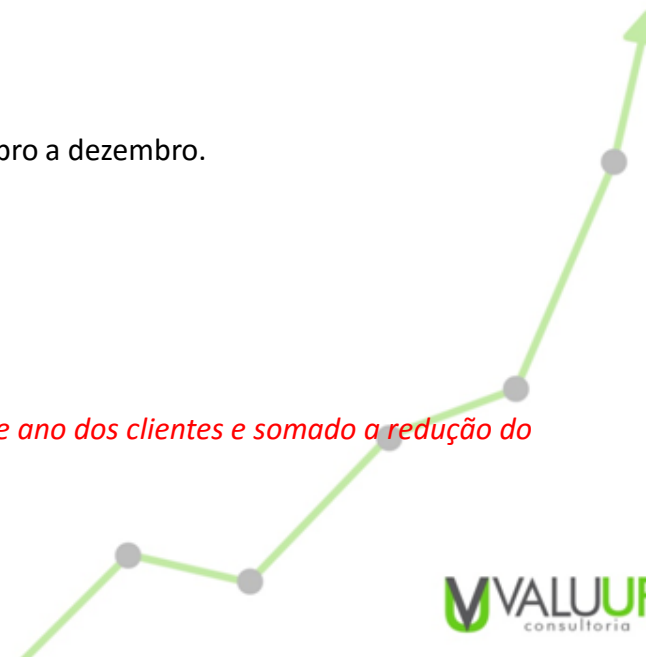 bro a dezembro.
e ano dos clientes e somado a redução do
VALUUP
consultoria